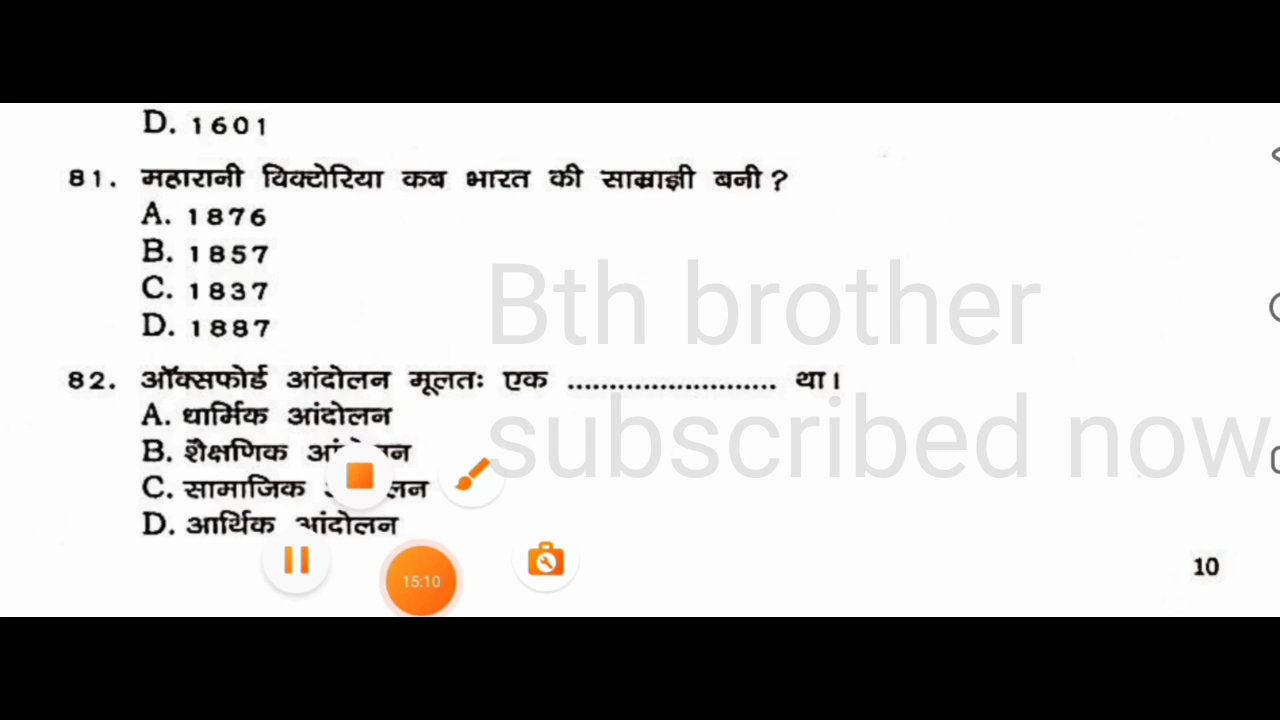 D. 1601
81. महारानी विक्टोरिया कब भारत की साम्राज्ञी बनी ?
A. 1876
B. 1857
C. 1837
D. 1887
82. ऑक्सफोर्ड आंदोलन मूलतः एक ......................... था।
A. धार्मिक आंदोलन
B. शैक्षणिक
C. सामाजिक
D. आर्थिक आंदोलन
Bth brother
subscribed now
15:10
10